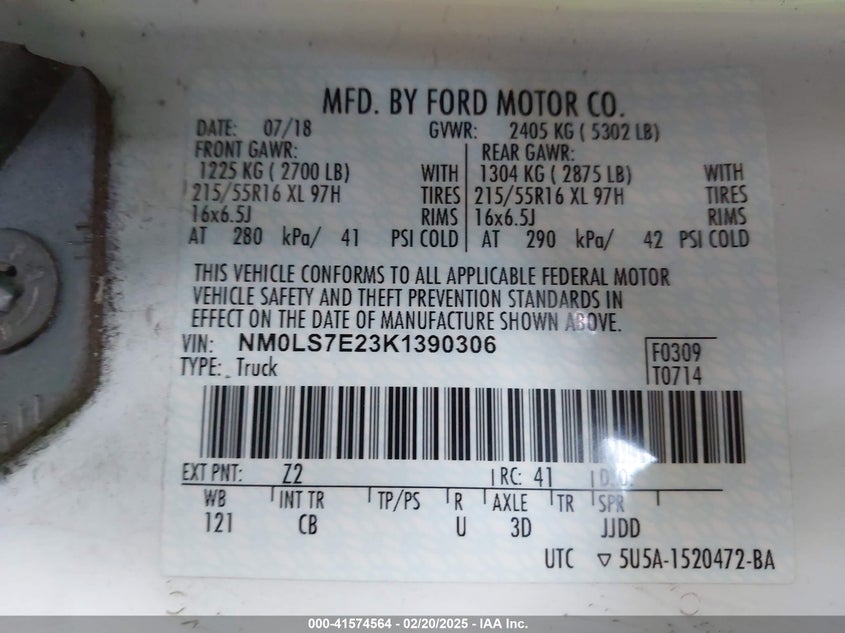 MFD. BY FORD MOTOR CO.
DATE: 07/18 GVWR: 2405 KG ( 5302 LB)
FRONT GAWR: REAR GAWR:
1225 KG ( 2700 LB) WITH 1304 KG ( 2875 LB) WITH
215/55R16 XL 97H TIRES 215/55R16 XL 97H TIRES
16x6.5J RIMS 16x6.5J RIMS
AT 280 kPa/ 41 PSI COLD AT 290 kPa/ 42 PSI COLD
THIS VEHICLE CONFORMS TO ALL APPLICABLE FEDERAL MOTOR
VEHICLE SAFETY AND THEFT PREVENTION STANDARDS IN
EFFECT ON THE DATE OF MANUFACTURE SHOWN ABOVE.
VIN: NM0LS7E23K1390306 F0309
TYPE: Truck T0714
EXT PNT: Z2 RC: 41 D.O:
WB INT TR TP/PS R AXLE TR SPR
121 CB U 3D JJDD
UTC ▽ 5U5A-1520472-BA
000-41574564 — 02/20/2025 — IAA Inc.